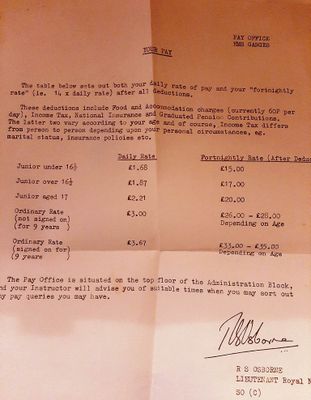 PAY OFFICE
HMS GANGES
YOUR PAY
The table below sets out both your daily rate of pay and your "fortnightly
rate" (ie. 14 x daily rate) after all deductions.
These deductions include Food and Accommodation charges (currently 60P per
day), Income Tax, National Insurance and Graduated Pension Contributions.
The latter two vary according to your age and of course, Income Tax differs
from person to person depending upon your personal circumstances, eg.
marital status, insurance policies etc.
Daily Rate Fortnightly Rate (After Deduc
Junior under 16½ £1.68 £15.00
Junior over 16½ £1.87 £17.00
Junior aged 17 £2.21 £20.00
Ordinary Rate £3.00 £26.00 - £28.00
(not signed on) Depending on Age
(for 9 years )
Ordinary Rate £3.67 £33.00 - £35.00
(signed on for) Depending on Age
(9 years )
The Pay Office is situated on the top floor of the Administration Block,
nd your Instructor will advise you of suitable times when you may sort out
ny pay queries you may have.
RSOsborne
R S OSBORNE
LIEUTENANT Royal N
SO (C)